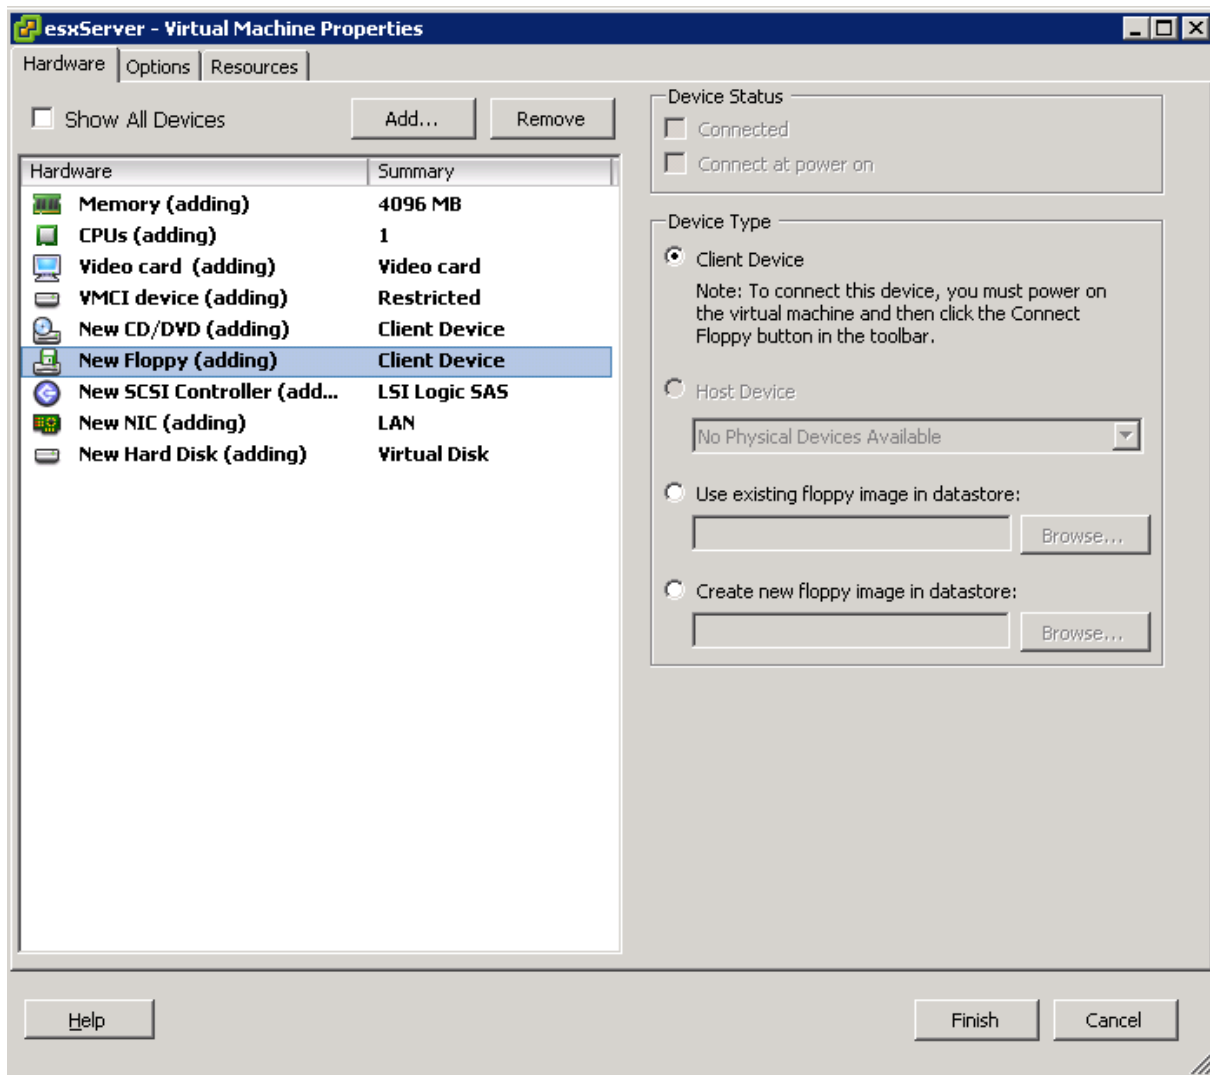 esxServer - Virtual Machine Properties
Hardware Options Resources
Show All Devices Add... Remove
Hardware Summary
Memory (adding) 4096 MB
CPUs (adding) 1
Video card (adding) Video card
VMCI device (adding) Restricted
New CD/DVD (adding) Client Device
New Floppy (adding) Client Device
New SCSI Controller (add... LSI Logic SAS
New NIC (adding) LAN
New Hard Disk (adding) Virtual Disk
Device Status
Connected
Connect at power on
Device Type
Client Device
Note: To connect this device, you must power on
the virtual machine and then click the Connect
Floppy button in the toolbar.
Host Device
No Physical Devices Available
Use existing floppy image in datastore:
Browse...
Create new floppy image in datastore:
Browse...
Help Finish Cancel